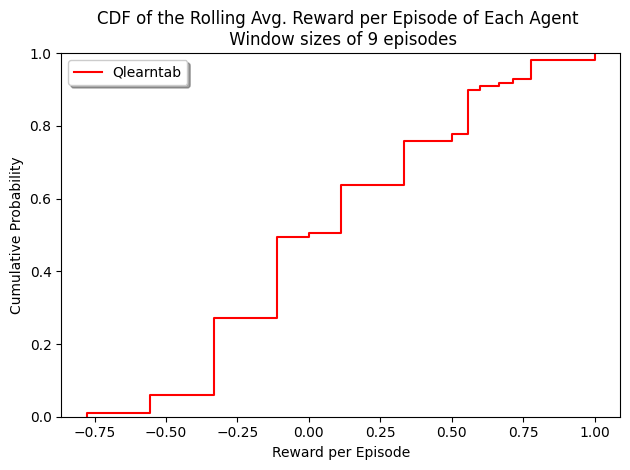 CDF of the Rolling Avg. Reward per Episode of Each Agent
Window sizes of 9 episodes
Qlearntab
Cumulative Probability
1.0
0.8
0.6
0.4
0.2
0.0
−0.75 −0.50 −0.25 0.00 0.25 0.50 0.75 1.00
Reward per Episode